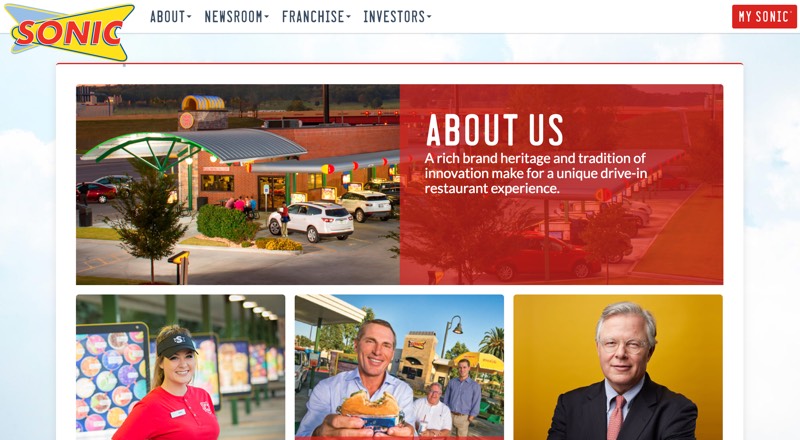 SONIC
ABOUT
NEWSROOM
FRANCHISE
INVESTORS
MY SONIC
ABOUT US
A rich brand heritage and tradition of
innovation make for a unique drive-in
restaurant experience.